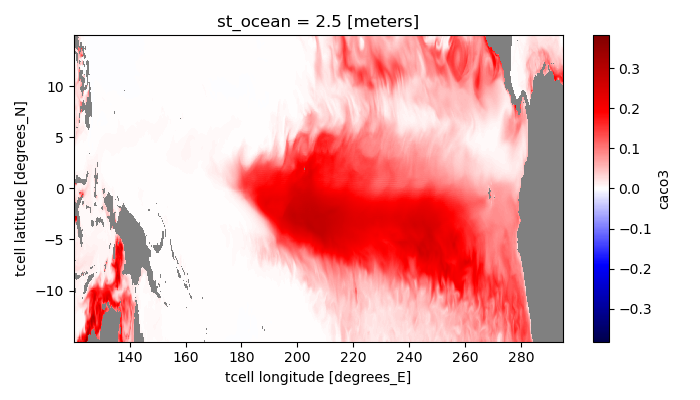 st_ocean = 2.5 [meters]
10
5
0
−5
−10
tcell latitude [degrees_N]
140 160 180 200 220 240 260 280
tcell longitude [degrees_E]
0.3
0.2
0.1
0.0
−0.1
−0.2
−0.3
caco3